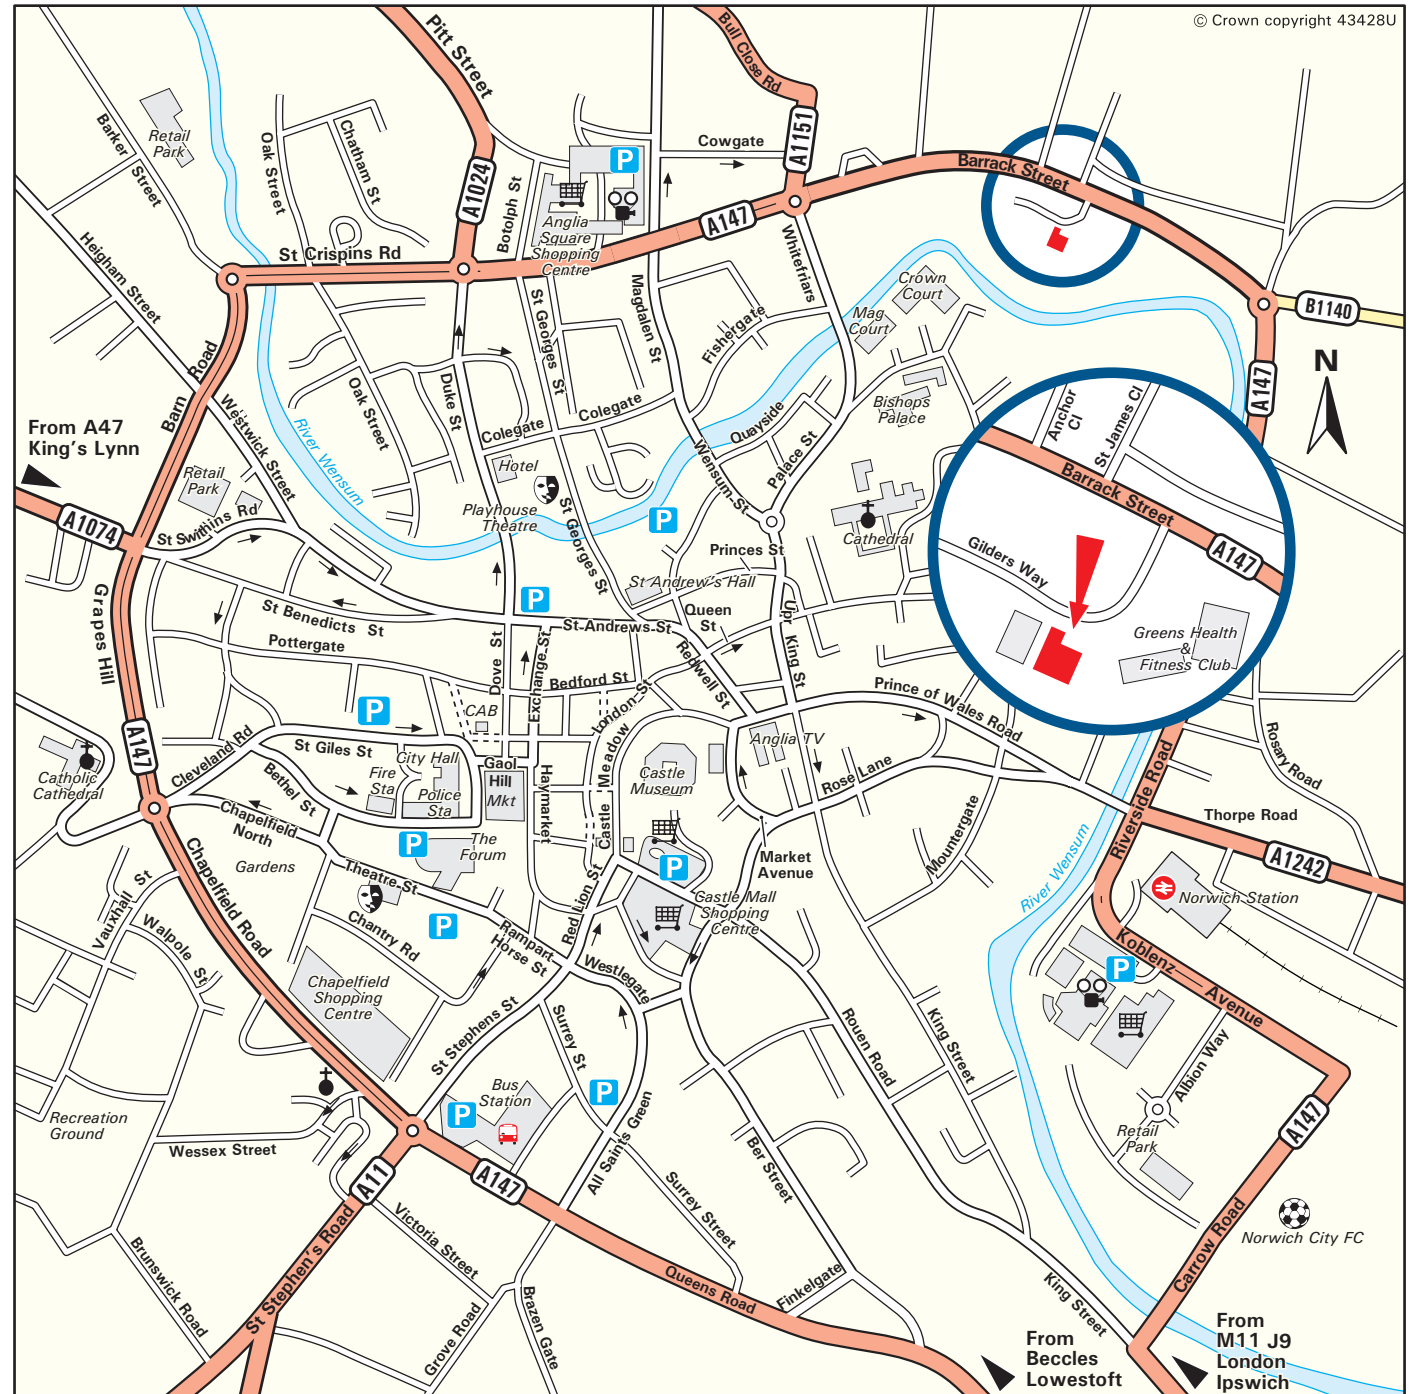 © Crown copyright 43428U
Pitt Street
Bull Close Rd
Barker
Street
Retail
Park
Oak Street
Chatham St
A1024
Botolph St
P
Anglia
Square
Shopping
Centre
Cowgate
A1151
A147
Barrack Street
St Crispins Rd
Heigham Street
Whitefriars
Magdalen St
St Georges St
Fishergate
Crown
Court
Mag
Court
B1140
A147
N
Barn Road
Oak Street
Duke St
Colegate
Colegate
Quayside
Wensum St
Palace St
Bishops
Palace
Anchor
Cl
St James Cl
Barrack Street
A147
Gilders Way
Greens Health
&
Fitness Club
From A47
King's Lynn
A1074
Westwick Street
River Wensum
Retail
Park
St Swithins Rd
Hotel
Playhouse
Theatre
St Georges St
P
Cathedral
Princes St
St Andrew's Hall
Queen
St
Upr King St
P
St Andrews St
Redwell St
Grapes Hill
St Benedicts St
Pottergate
Dove St
Exchange St
Bedford St
London St
Prince of Wales Road
P
CAB
A147
Cleveland Rd
St Giles St
City Hall
Fire
Sta
Police
Sta
Gaol
Hill
Mkt
Haymarket
Castle Meadow
Castle
Museum
Anglia TV
Rose Lane
Catholic
Cathedral
Bethel St
Chapelfield
North
Gardens
P
The
Forum
Theatre St
Chantry Rd
P
Rampart
Horse St
Red Lion St
P
Castle Mall
Shopping
Centre
Market
Avenue
Mountergate
Riverside Road
Rosary Road
Thorpe Road
A1242
River Wensum
Norwich Station
Koblenz Avenue
P
Vauxhall St
Walpole St
Chapelfield Road
Chapelfield
Shopping
Centre
Westlegate
St Stephens St
Surrey St
Rouen Road
King Street
Albion Way
Retail
Park
A147
Recreation
Ground
Wessex Street
Bus
Station
P
P
All Saints Green
Ber Street
Surrey Street
A11
A147
St Stephen's Road
Victoria Street
Brunswick Road
Grove Road
Brazen Gate
Queens Road
Finkelgate
King Street
Carrow Road
Norwich City FC
From
Beccles
Lowestoft
From
M11 J9
London
Ipswich